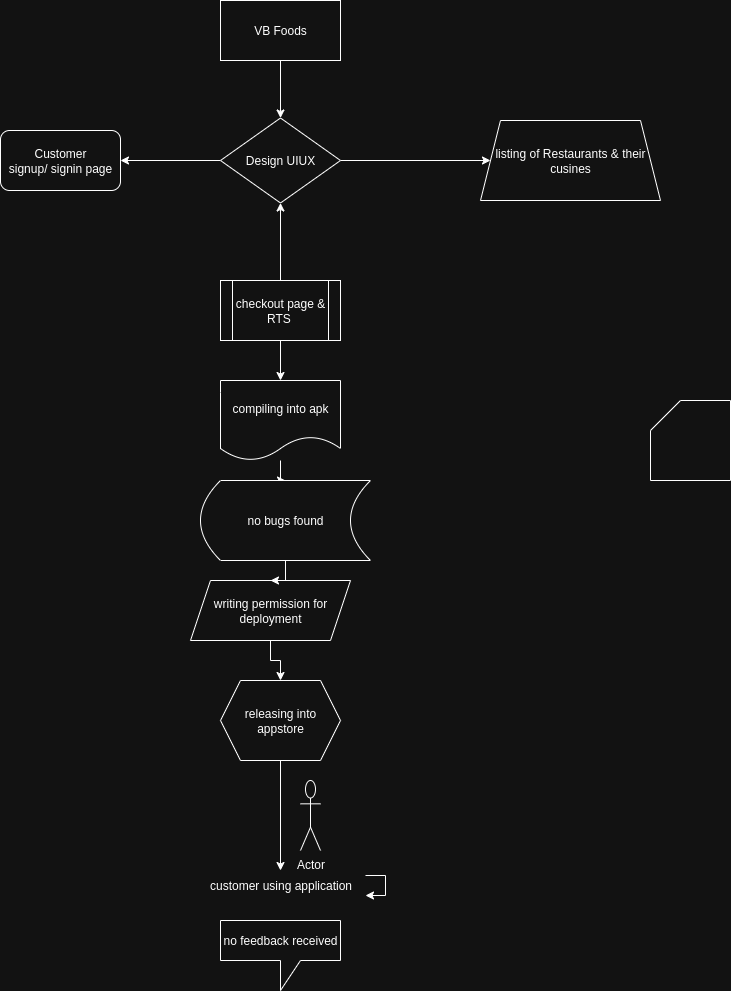 VB Foods
Customer
signup/ signin page
Design UIUX
listing of Restaurants & their
cusines
checkout page &
RTS
compiling into apk
no bugs found
writing permission for
deployment
releasing into
appstore
Actor
customer using application
no feedback received